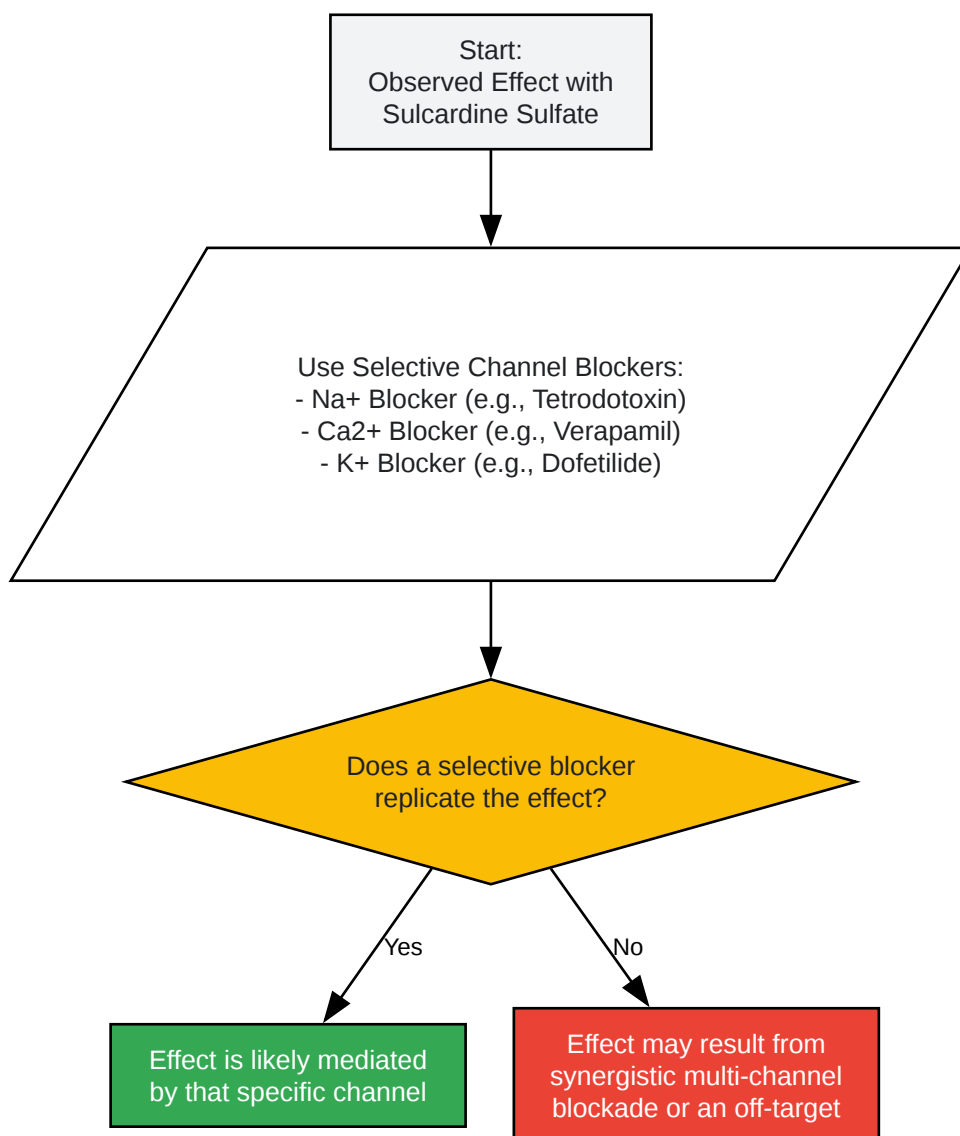 Start:
Observed Effect with
Sulcardine Sulfate
Use Selective Channel Blockers:
- Na+ Blocker (e.g., Tetrodotoxin)
- Ca2+ Blocker (e.g., Verapamil)
- K+ Blocker (e.g., Dofetilide)
Does a selective blocker
replicate the effect?
Yes
No
Effect is likely mediated
by that specific channel
Effect may result from
synergistic multi-channel
blockade or an off-target